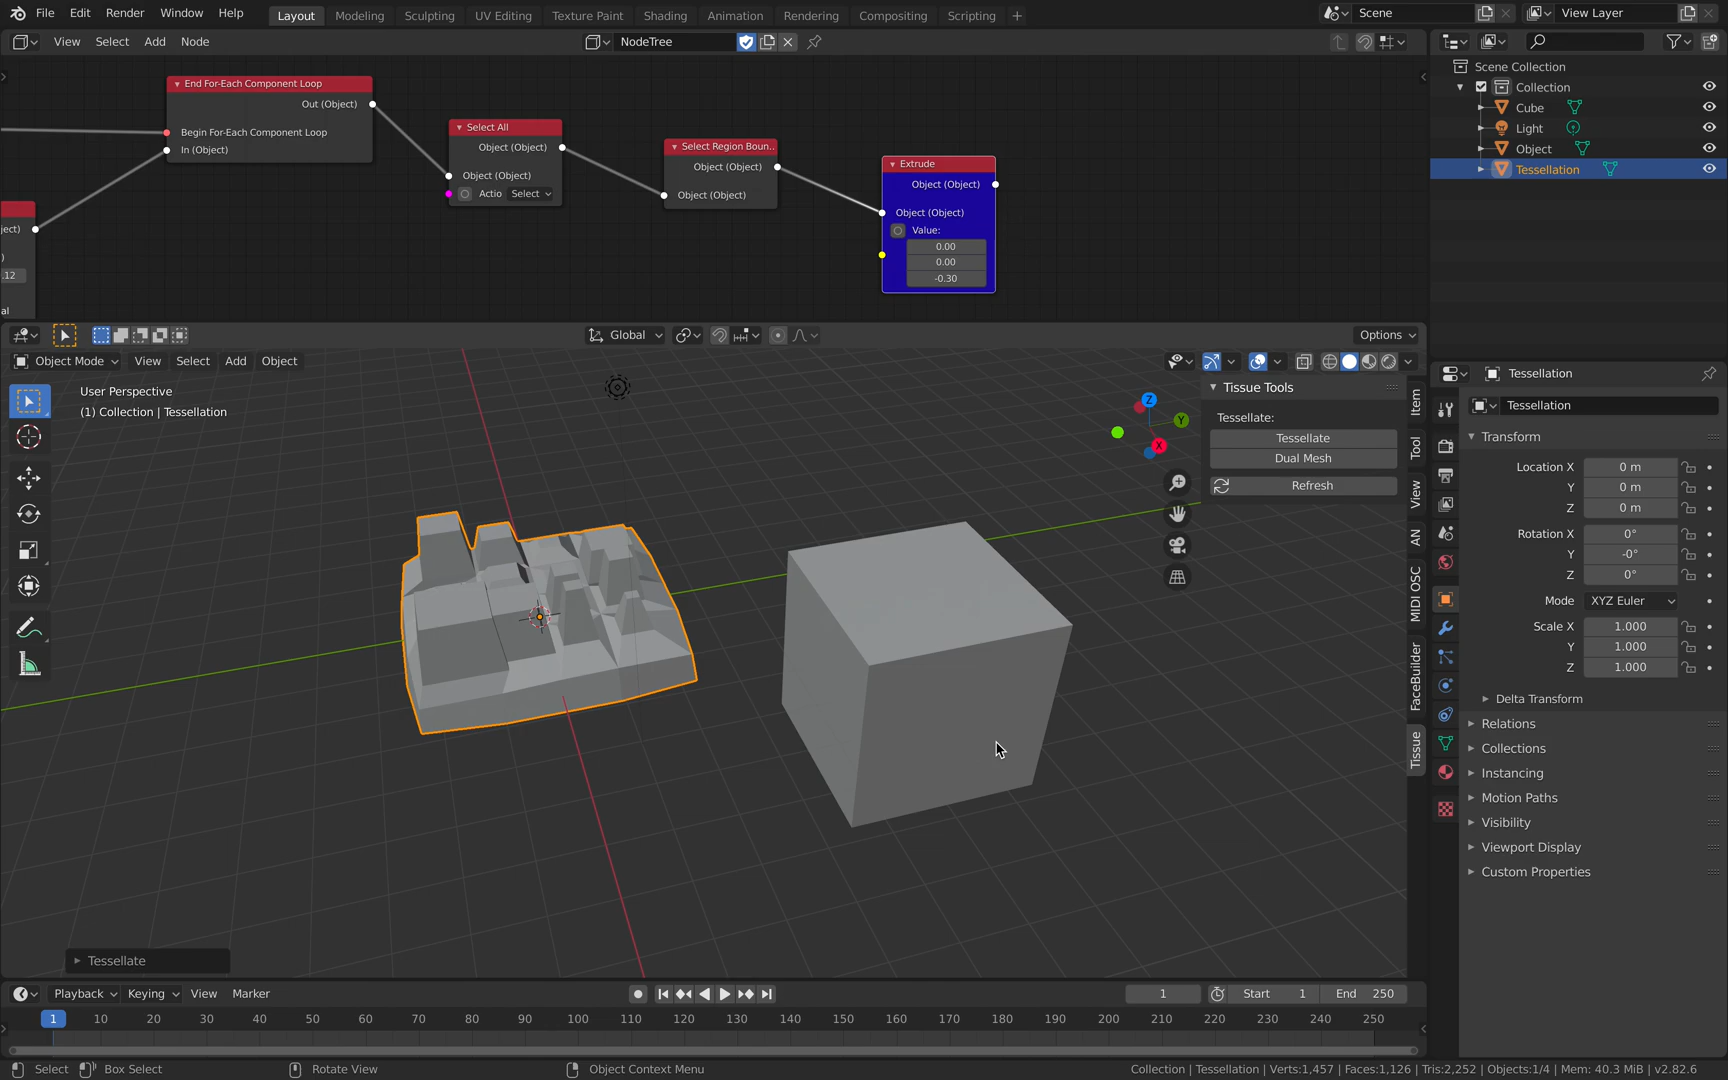 File Edit Render Window Help Layout Modeling Sculpting UV Editing Texture Paint Shading Animation Rendering Compositing Scripting + Scene View Layer
View Select Add Node NodeTree
End For-Each Component Loop
Out (Object)
Begin For-Each Component Loop
In (Object)
Select All
Object (Object)
Object (Object)
Actio Select
Select Region Boun..
Object (Object)
Object (Object)
Extrude
Object (Object)
Object (Object)
Value:
0.00
0.00
-0.30
ject)
)
.12
al
Scene Collection
Collection
Cube
Light
Object
Tessellation
Global Options
Object Mode View Select Add Object
User Perspective
(1) Collection | Tessellation
Z
Y
X
Tissue Tools
Tessellate:
Tessellate
Dual Mesh
Refresh
Item
Tool
View
AN
MIDI OSC
FaceBuilder
Tissue
Tessellate
Tessellation
Tessellation
Transform
Location X 0 m
Y 0 m
Z 0 m
Rotation X 0°
Y -0°
Z 0°
Mode XYZ Euler
Scale X 1.000
Y 1.000
Z 1.000
Delta Transform
Relations
Collections
Instancing
Motion Paths
Visibility
Viewport Display
Custom Properties
Playback Keying View Marker 1 Start 1 End 250
1 10 20 30 40 50 60 70 80 90 100 110 120 130 140 150 160 170 180 190 200 210 220 230 240 250
Select Box Select Rotate View Object Context Menu Collection | Tessellation | Verts:1,457 | Faces:1,126 | Tris:2,252 | Objects:1/4 | Mem: 40.3 MiB | v2.82.6